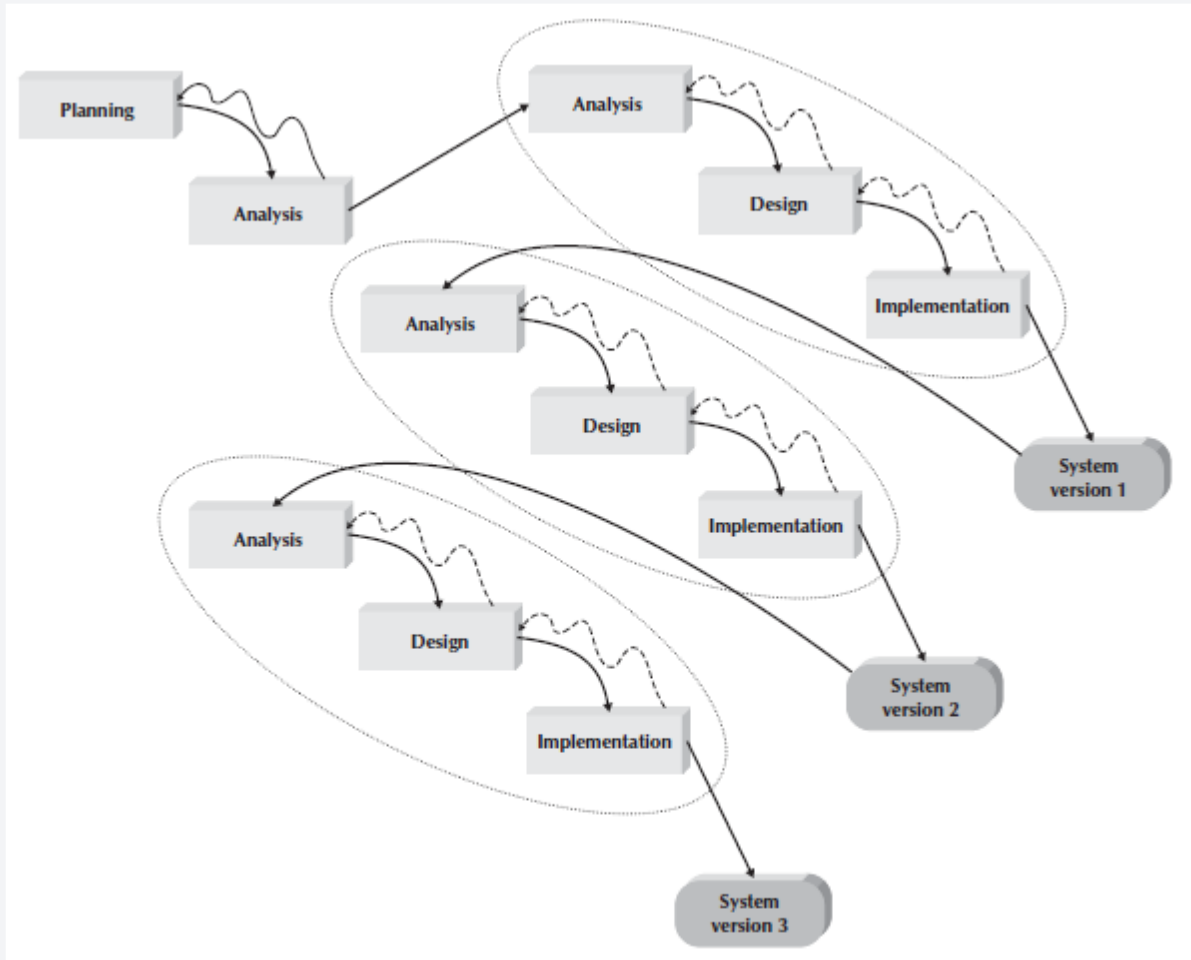 Planning
Analysis
Analysis
Design
Implementation
System
version 1
Analysis
Design
Implementation
System
version 2
Analysis
Design
Implementation
System
version 3